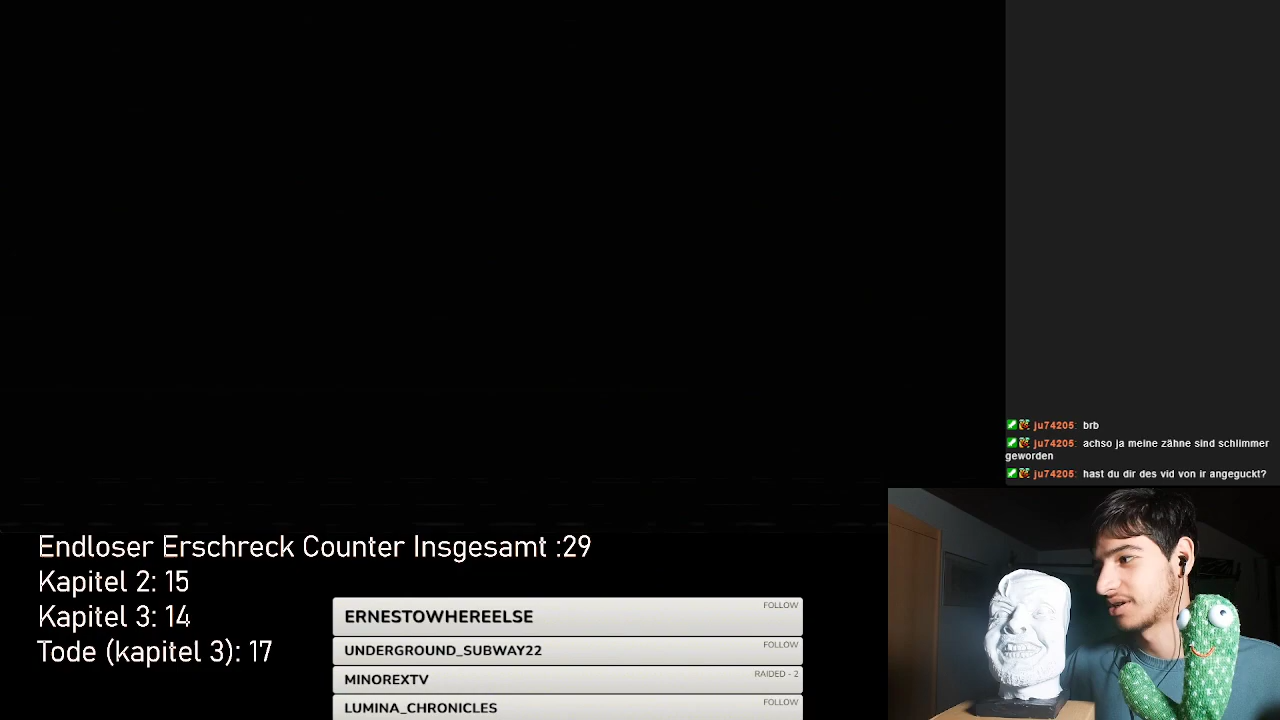 ju74205: brb
ju74205: achso ja meine zähne sind schlimmer
geworden
ju74205: hast du dir des vid von ir angeguckt?
Endloser Erschreck Counter Insgesamt :29
Kapitel 2: 15
Kapitel 3: 14
Tode (kapitel 3): 17
ERNESTOWHEREELSE FOLLOW
UNDERGROUND_SUBWAY22 FOLLOW
MINOREXTV RAIDED - 2
LUMINA_CHRONICLES FOLLOW